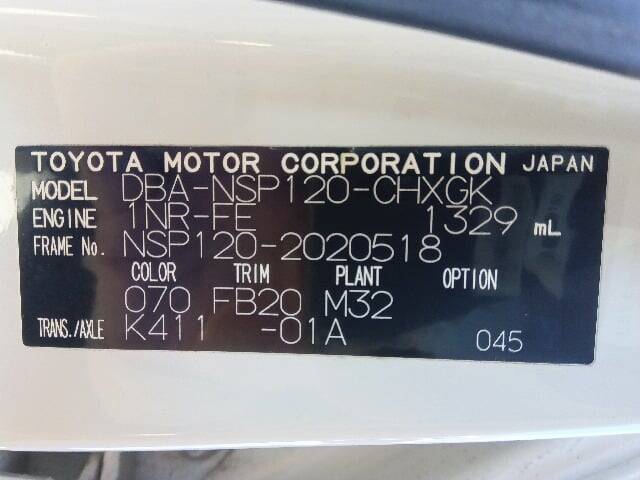 TOYOTA MOTOR CORPORATION JAPAN
MODEL DBA-NSP120-CHXGK
ENGINE 1NR-FE 1329 mL
FRAME No. NSP120-2020518
COLOR TRIM PLANT OPTION
070 FB20 M32
TRANS./AXLE K411 -01A 045